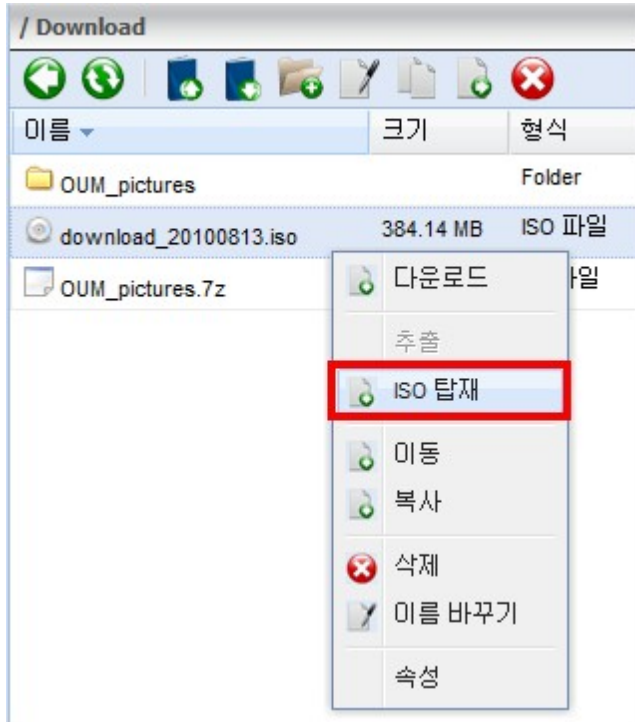 / Download
이름 크기 형식
OUM_pictures Folder
download_20100813.iso 384.14 MB ISO 파일
OUM_pictures.7z 파일
다운로드
추출
ISO 탑재
이동
복사
삭제
이름 바꾸기
속성